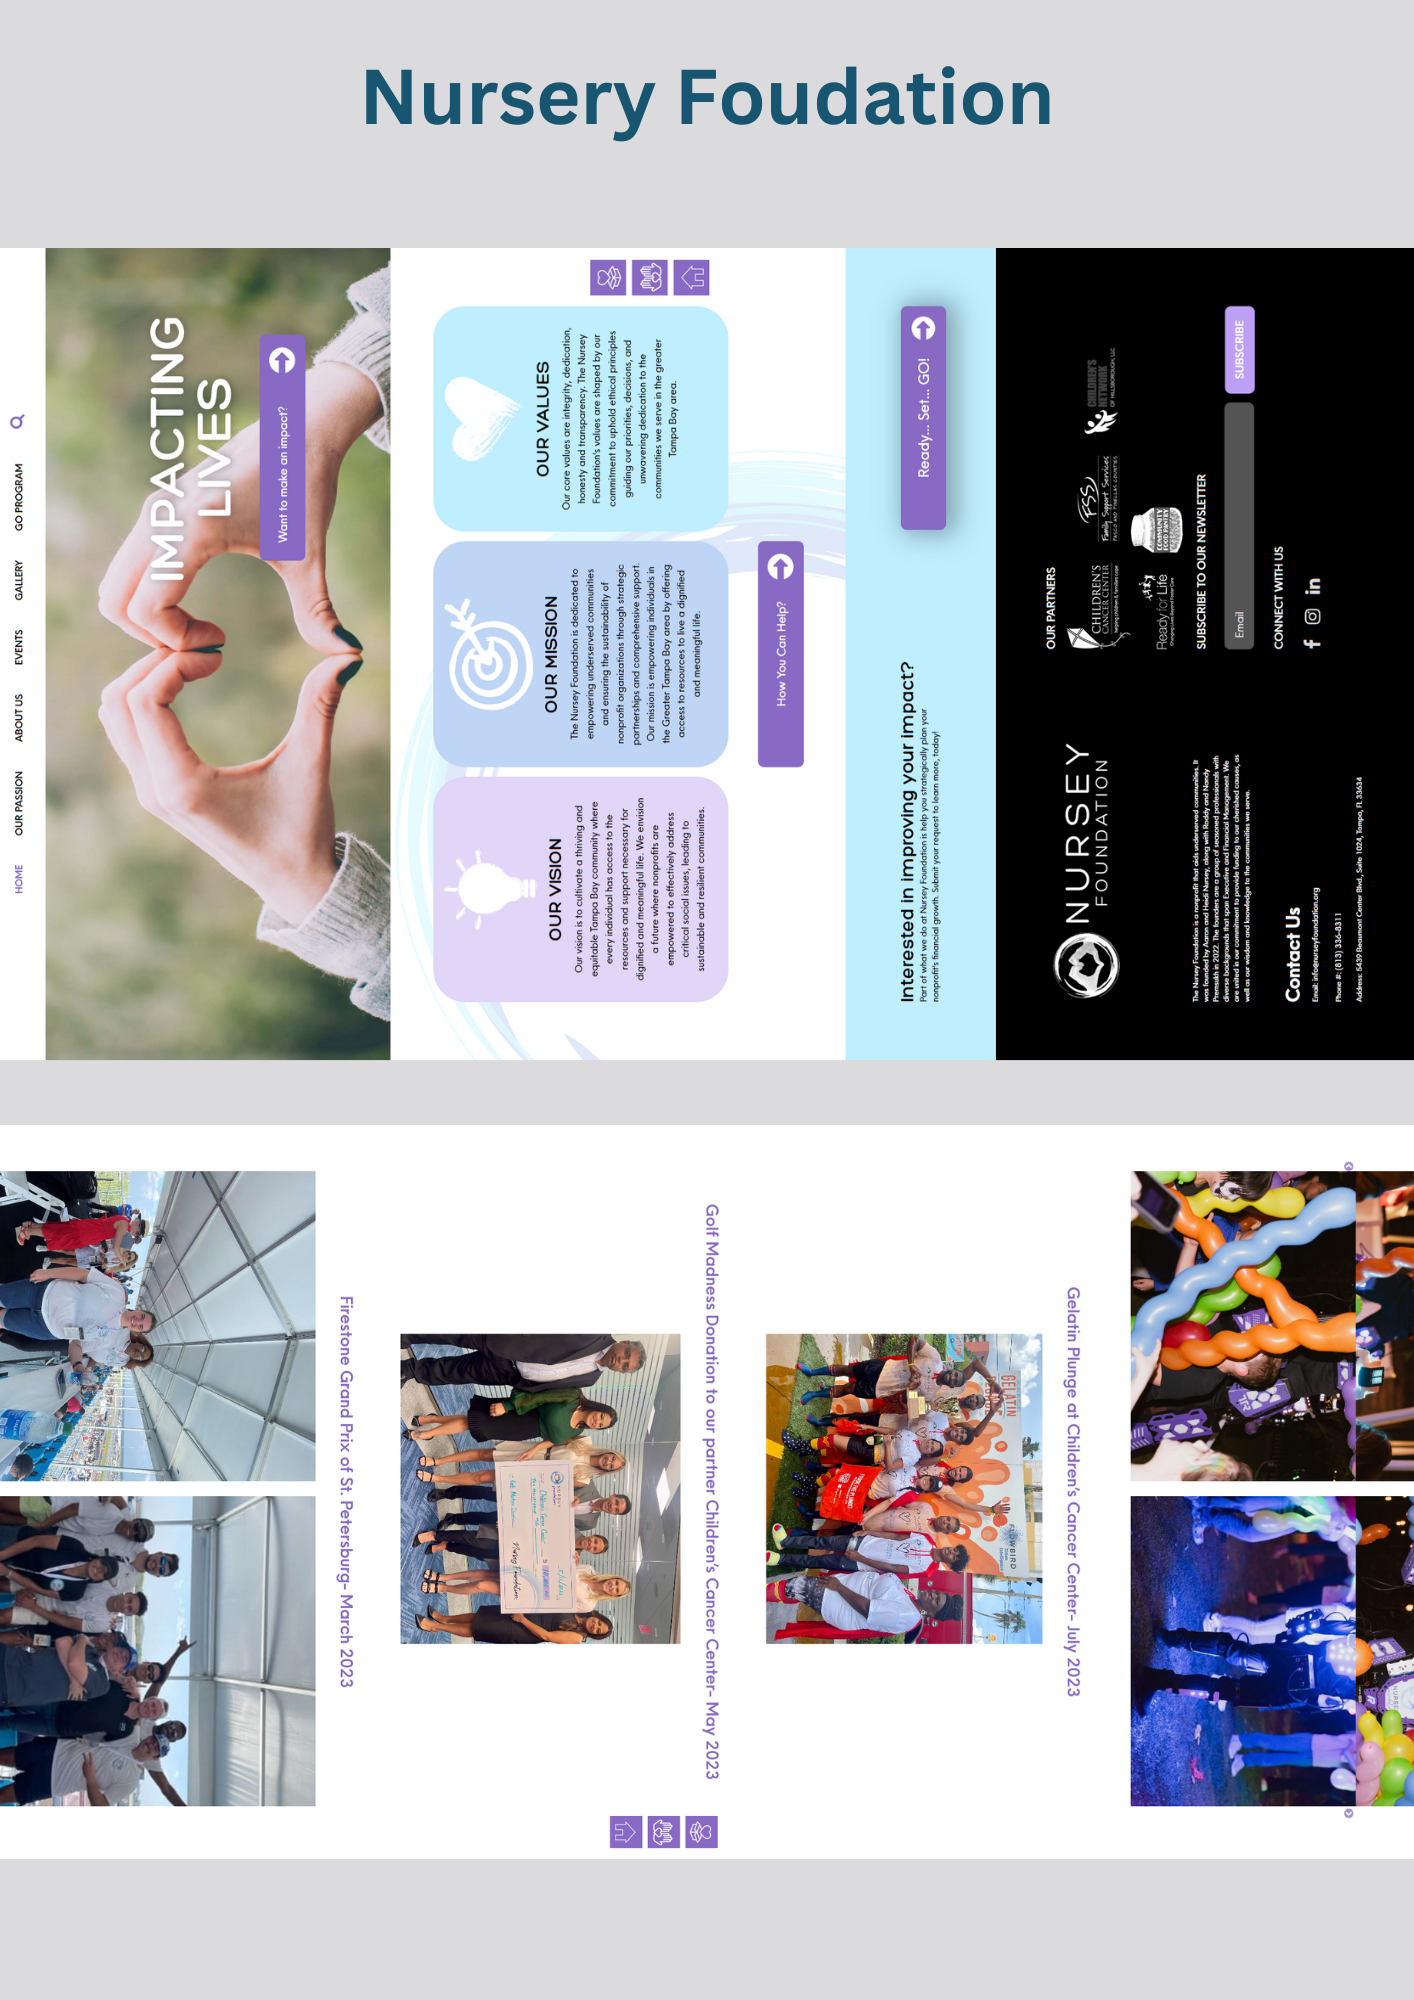 Nursery Foudation
HOME
OUR PASSION
ABOUT US
EVENTS
GALLERY
GO PROGRAM
IMPACTING
LIVES
Want to make an impact?
OUR VISION
Our vision is to cultivate a thriving and
equitable Tampa Bay community where
every individual has access to the
resources and support necessary for
dignified and meaningful life. We envision
a future where nonprofits are
empowered to effectively address
critical social issues, leading to
sustainable and resilient communities.
OUR MISSION
The Nursey Foundation is dedicated to
empowering underserved communities
and ensuring the sustainability of
nonprofit organizations through strategic
partnerships and comprehensive support.
Our mission is empowering individuals in
the Greater Tampa Bay area by offering
access to resources to live a dignified
and meaningful life.
OUR VALUES
Our core values are integrity, dedication,
honesty and transparency. The Nursey
Foundation's values are shaped by our
commitment to uphold ethical principles
guiding our priorities, decisions, and
unwavering dedication to the
communities we serve in the greater
Tampa Bay area.
How You Can Help?
Interested in improving your impact?
Part of what we do at Nursey Foundation is help you strategically plan your
nonprofit's financial growth. Submit your request to learn more, today!
Ready... Set... GO!
NURSEY
FOUNDATION
The Nursey Foundation is a nonprofit that aids underserved communities. It
was founded by Aaron and Heidi Nursey, along with Roddy and Nandy
Premsukh in 2022. The founders are a group of seasoned professionals with
diverse backgrounds that span Executive and Financial Management. We
are united in our commitment to provide funding to our cherished causes, as
well as our wisdom and knowledge to the communities we serve.
Contact Us
Email: info@nurseyfoundation.org
Phone #: (813) 336-8311
Address: 5439 Beaumont Center Blvd., Suite 1024, Tampa, FL 33634
OUR PARTNERS
CHILDREN'S
CANCER CENTER
helping children & families cope
FSS
Family Support Services
PASCO AND PINELLAS COUNTIES
CHILDREN'S
NETWORK
OF HILLSBOROUGH, LLC
Ready for Life
COMMUNITY
FOOD PANTRY
SUBSCRIBE TO OUR NEWSLETTER
Email
SUBSCRIBE
CONNECT WITH US
Firestone Grand Prix of St. Petersburg- March 2023
Nursey Foundation
Golf Madness Donation to our partner Children's Cancer Center- May 2023
GELATIN
FLOWBIRD
Gelatin Plunge at Children's Cancer Center- July 2023